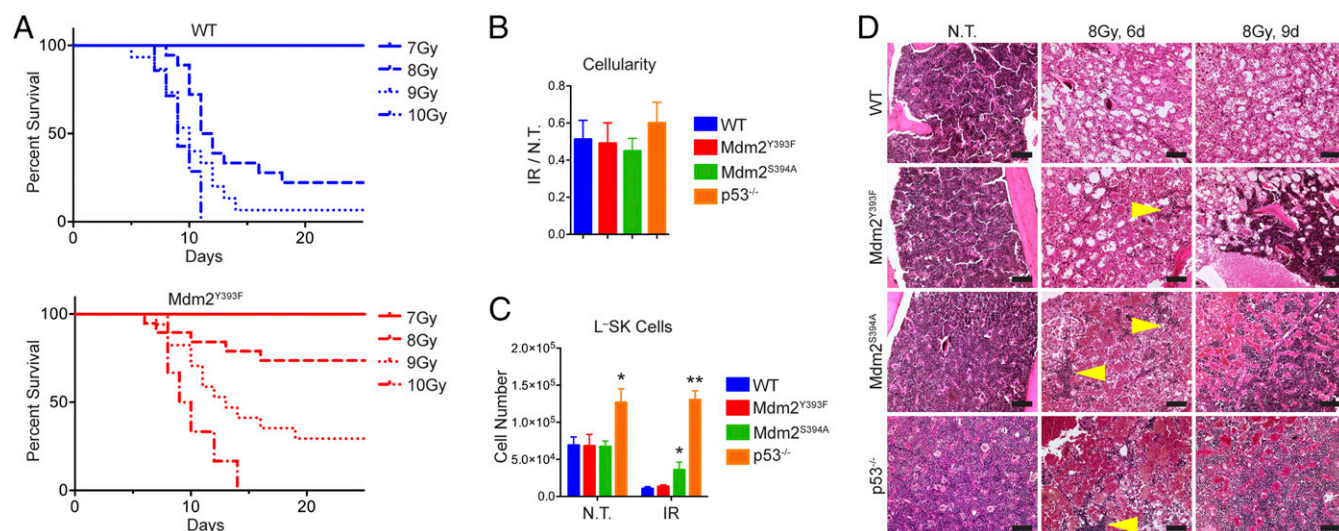 A
WT
Percent Survival
100
50
0
0
10
20
Days
7Gy
8Gy
9Gy
10Gy
Mdm2Y393F
Percent Survival
100
50
0
0
10
20
Days
7Gy
8Gy
9Gy
10Gy
B
Cellularity
IR / N.T.
0.8
0.6
0.4
0.2
0.0
WT
Mdm2Y393F
Mdm2S394A
p53-/-
C
L-SK Cells
Cell Number
2.0×10⁵
1.5×10⁵
1.0×10⁵
5.0×10⁴
0.0
* * **
N.T. IR
WT
Mdm2Y393F
Mdm2S394A
p53-/-
D
N.T. 8Gy, 6d 8Gy, 9d
WT
Mdm2Y393F
Mdm2S394A
p53-/-